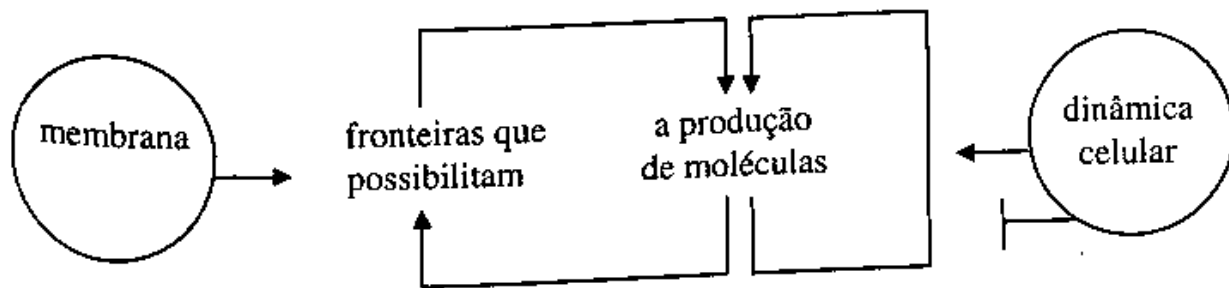 membrana
fronteiras que
possibilitam
a produção
de moléculas
dinâmica
celular